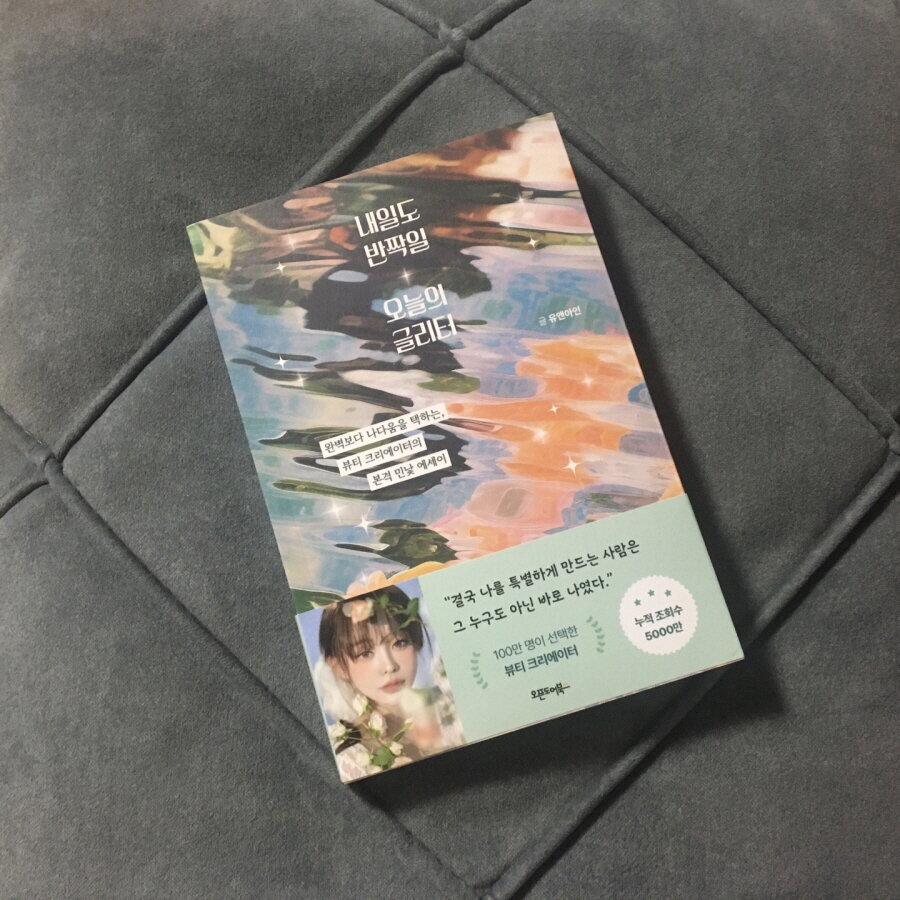 내일도
반짝일
오늘의
글리터
글 유앤아인
완벽보다 나다움을 택하는,
뷰티 크리에이터의
본격 민낯 에세이
"결국 나를 특별하게 만드는 사람은
그 누구도 아닌 바로 나였다."
100만 명이 선택한
뷰티 크리에이터
누적 조회수
5000만
오픈도어북